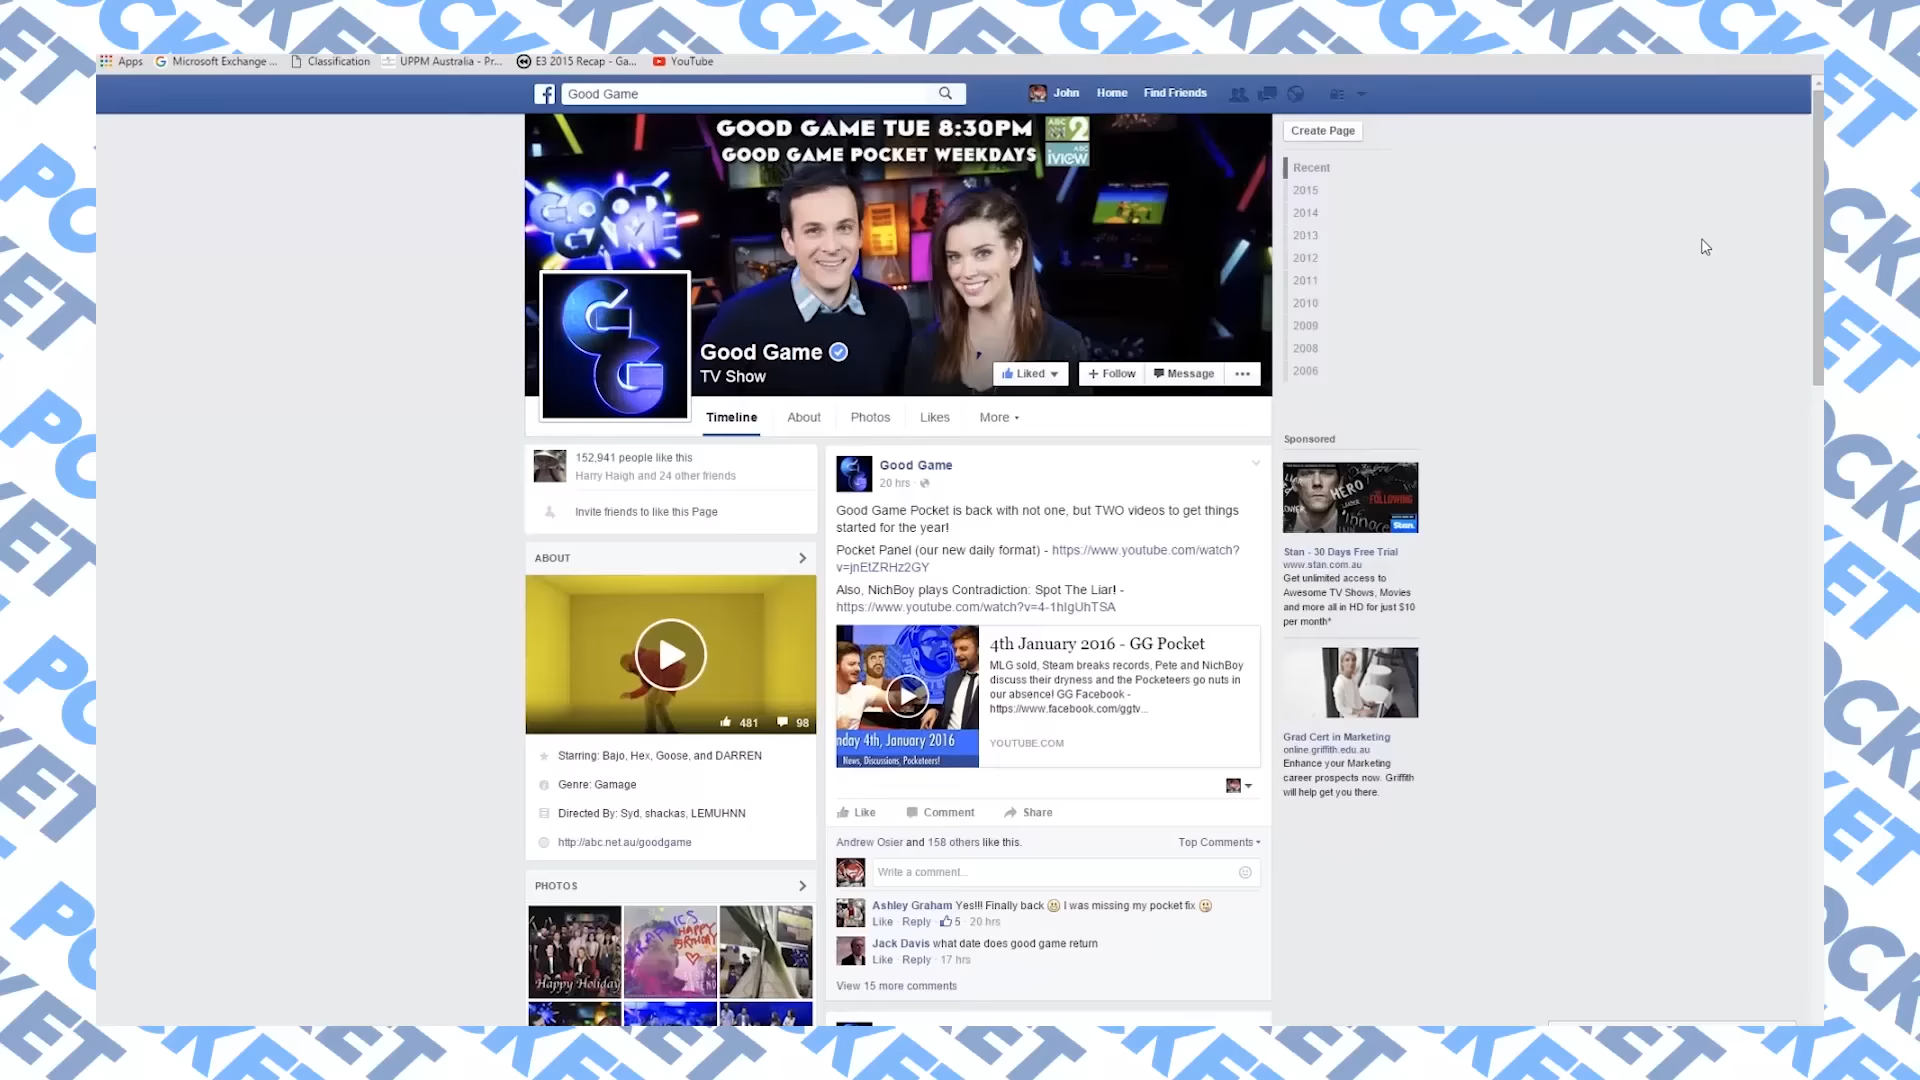 Apps
Microsoft Exchange ...
Classification
UPPM Australia - Pr...
E3 2015 Recap - Ga...
YouTube
Good Game
John
Home
Find Friends
GOOD GAME TUE 8:30PM
ABC 2
GOOD GAME POCKET WEEKDAYS
ABC iview
GOOD GAME
Good Game
TV Show
Liked
+ Follow
Message
Timeline
About
Photos
Likes
More
Create Page
Recent
2015
2014
2013
2012
2011
2010
2009
2008
2006
152,941 people like this
Harry Haigh and 24 other friends
Invite friends to like this Page
ABOUT
481
98
Starring: Bajo, Hex, Goose, and DARREN
Genre: Gamage
Directed By: Syd, shackas, LEMUHNN
http://abc.net.au/goodgame
PHOTOS
Happy Holiday
HAPPY
BIRTHDAY
Good Game
20 hrs ·
Good Game Pocket is back with not one, but TWO videos to get things
started for the year!
Pocket Panel (our new daily format) - https://www.youtube.com/watch?
v=jnEtZRHz2GY
Also, NichBoy plays Contradiction: Spot The Liar! -
https://www.youtube.com/watch?v=4-1hIgUhTSA
nday 4th, January 2016
News, Discussions, Pocketeers!
4th January 2016 - GG Pocket
MLG sold, Steam breaks records, Pete and NichBoy
discuss their dryness and the Pocketeers go nuts in
our absence! GG Facebook -
https://www.facebook.com/ggtv...
YOUTUBE.COM
Like
Comment
Share
Andrew Osier and 158 others like this.
Top Comments
Write a comment...
Ashley Graham Yes!!! Finally back I was missing my pocket fix
Like · Reply · 5 · 20 hrs
Jack Davis what date does good game return
Like · Reply · 17 hrs
View 15 more comments
Sponsored
HERO
THE FOLLOWING
Stan.
Stan - 30 Days Free Trial
www.stan.com.au
Get unlimited access to
Awesome TV Shows, Movies
and more all in HD for just $10
per month*
Grad Cert in Marketing
online.griffith.edu.au
Enhance your Marketing
career prospects now. Griffith
will help get you there.
POCKET